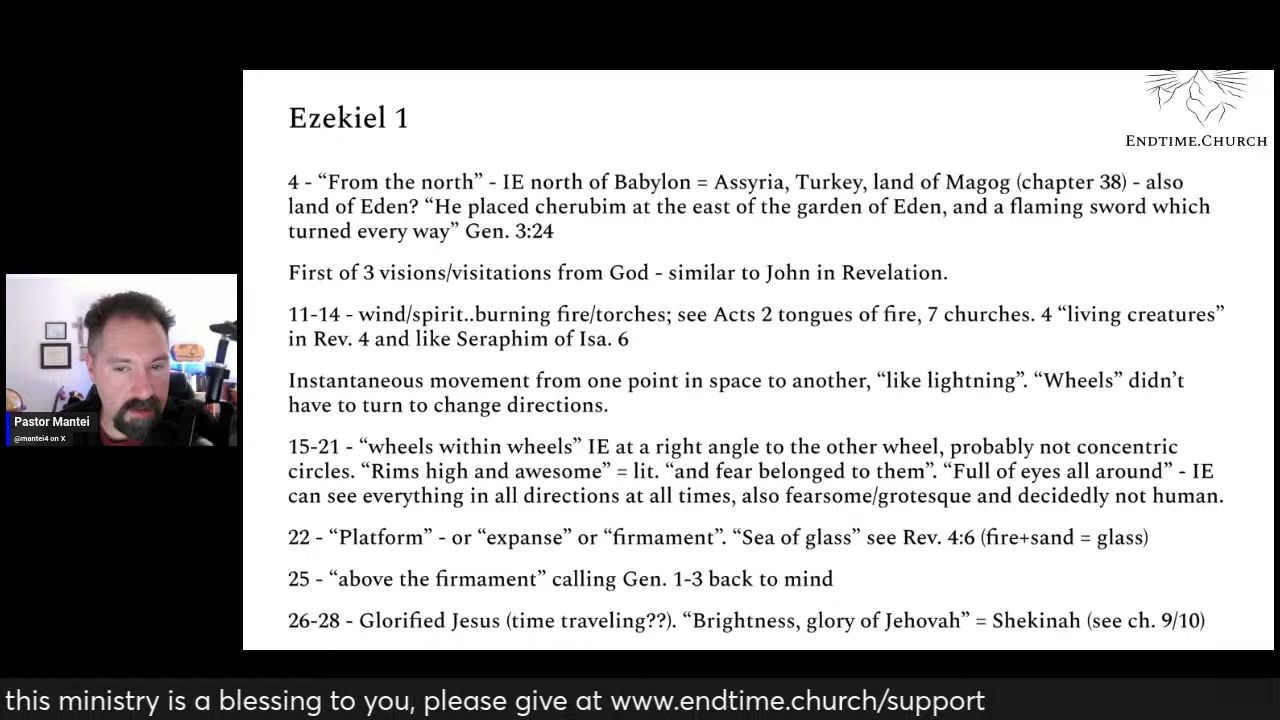 Ezekiel 1
ENDTIME.CHURCH
4 - “From the north” - IE north of Babylon = Assyria, Turkey, land of Magog (chapter 38) - also
land of Eden? “He placed cherubim at the east of the garden of Eden, and a flaming sword which
turned every way” Gen. 3:24
First of 3 visions/visitations from God - similar to John in Revelation.
11-14 - wind/spirit..burning fire/torches; see Acts 2 tongues of fire, 7 churches. 4 “living creatures”
in Rev. 4 and like Seraphim of Isa. 6
Instantaneous movement from one point in space to another, “like lightning”. “Wheels” didn’t
have to turn to change directions.
15-21 - “wheels within wheels” IE at a right angle to the other wheel, probably not concentric
circles. “Rims high and awesome” = lit. “and fear belonged to them”. “Full of eyes all around” - IE
can see everything in all directions at all times, also fearsome/grotesque and decidedly not human.
22 - “Platform” - or “expanse” or “firmament”. “Sea of glass” see Rev. 4:6 (fire+sand = glass)
25 - “above the firmament” calling Gen. 1-3 back to mind
26-28 - Glorified Jesus (time traveling??). “Brightness, glory of Jehovah” = Shekinah (see ch. 9/10)
Pastor Mantei
@mantei4 on X
this ministry is a blessing to you, please give at www.endtime.church/support